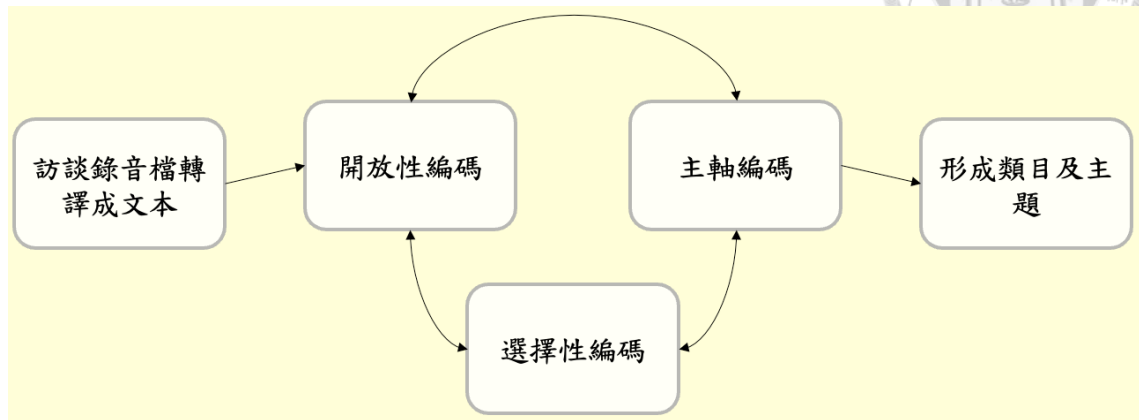 訪談錄音檔轉
譯成文本
開放性編碼
主軸編碼
形成類目及主
題
選擇性編碼